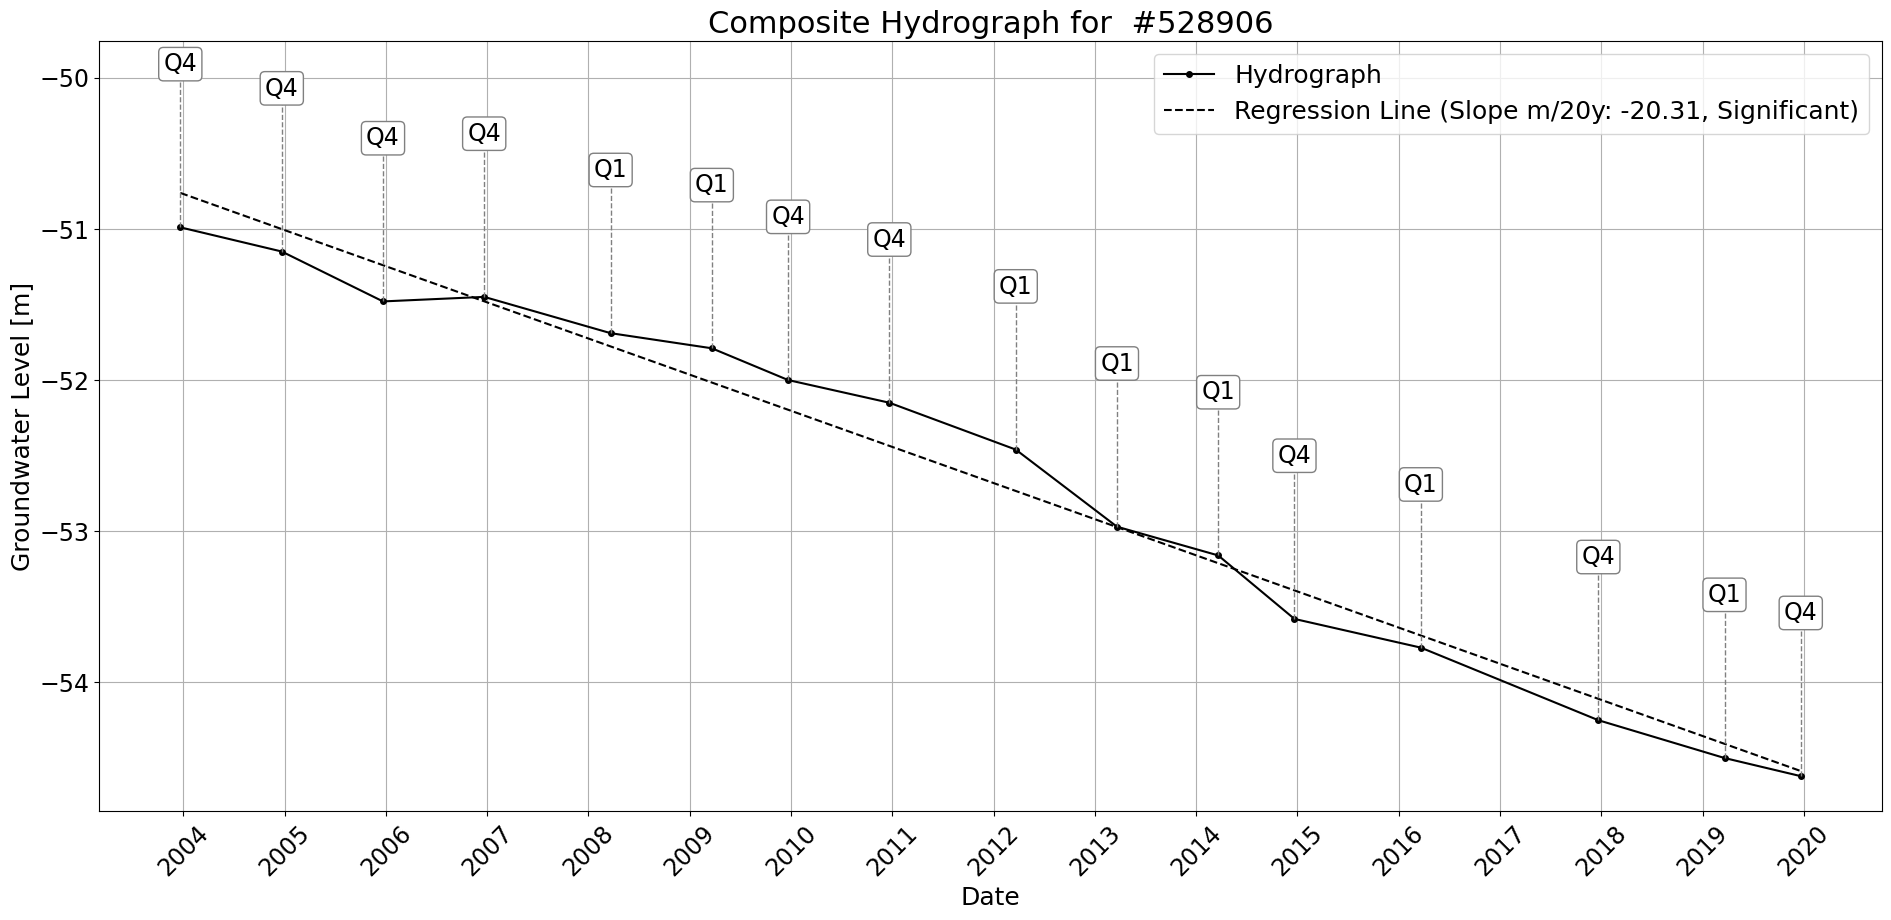 Composite Hydrograph for  #528906
Hydrograph
Regression Line (Slope m/20y: -20.31, Significant)
Q4
Q4
Q4
Q4
Q1
Q1
Q4
Q4
Q1
Q1
Q1
Q4
Q1
Q4
Q1
Q4
−50
−51
−52
−53
−54
Groundwater Level [m]
2004
2005
2006
2007
2008
2009
2010
2011
2012
2013
2014
2015
2016
2017
2018
2019
2020
Date